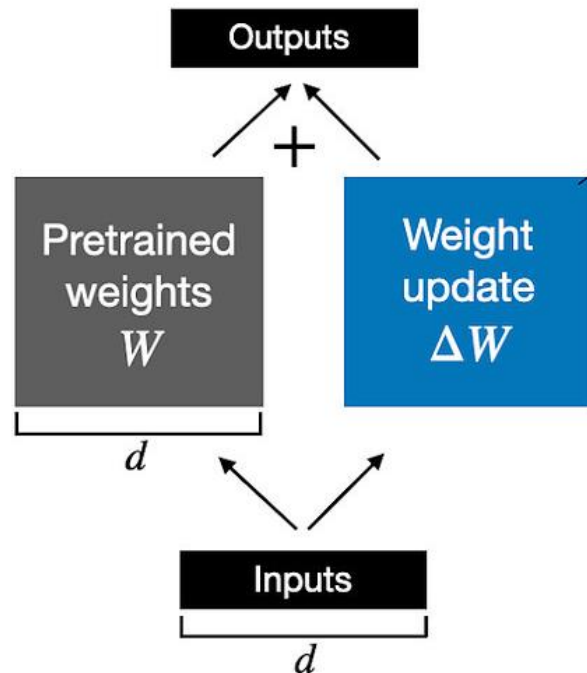 Outputs
+
Pretrained
weights
W
Weight
update
ΔW
d
Inputs
d